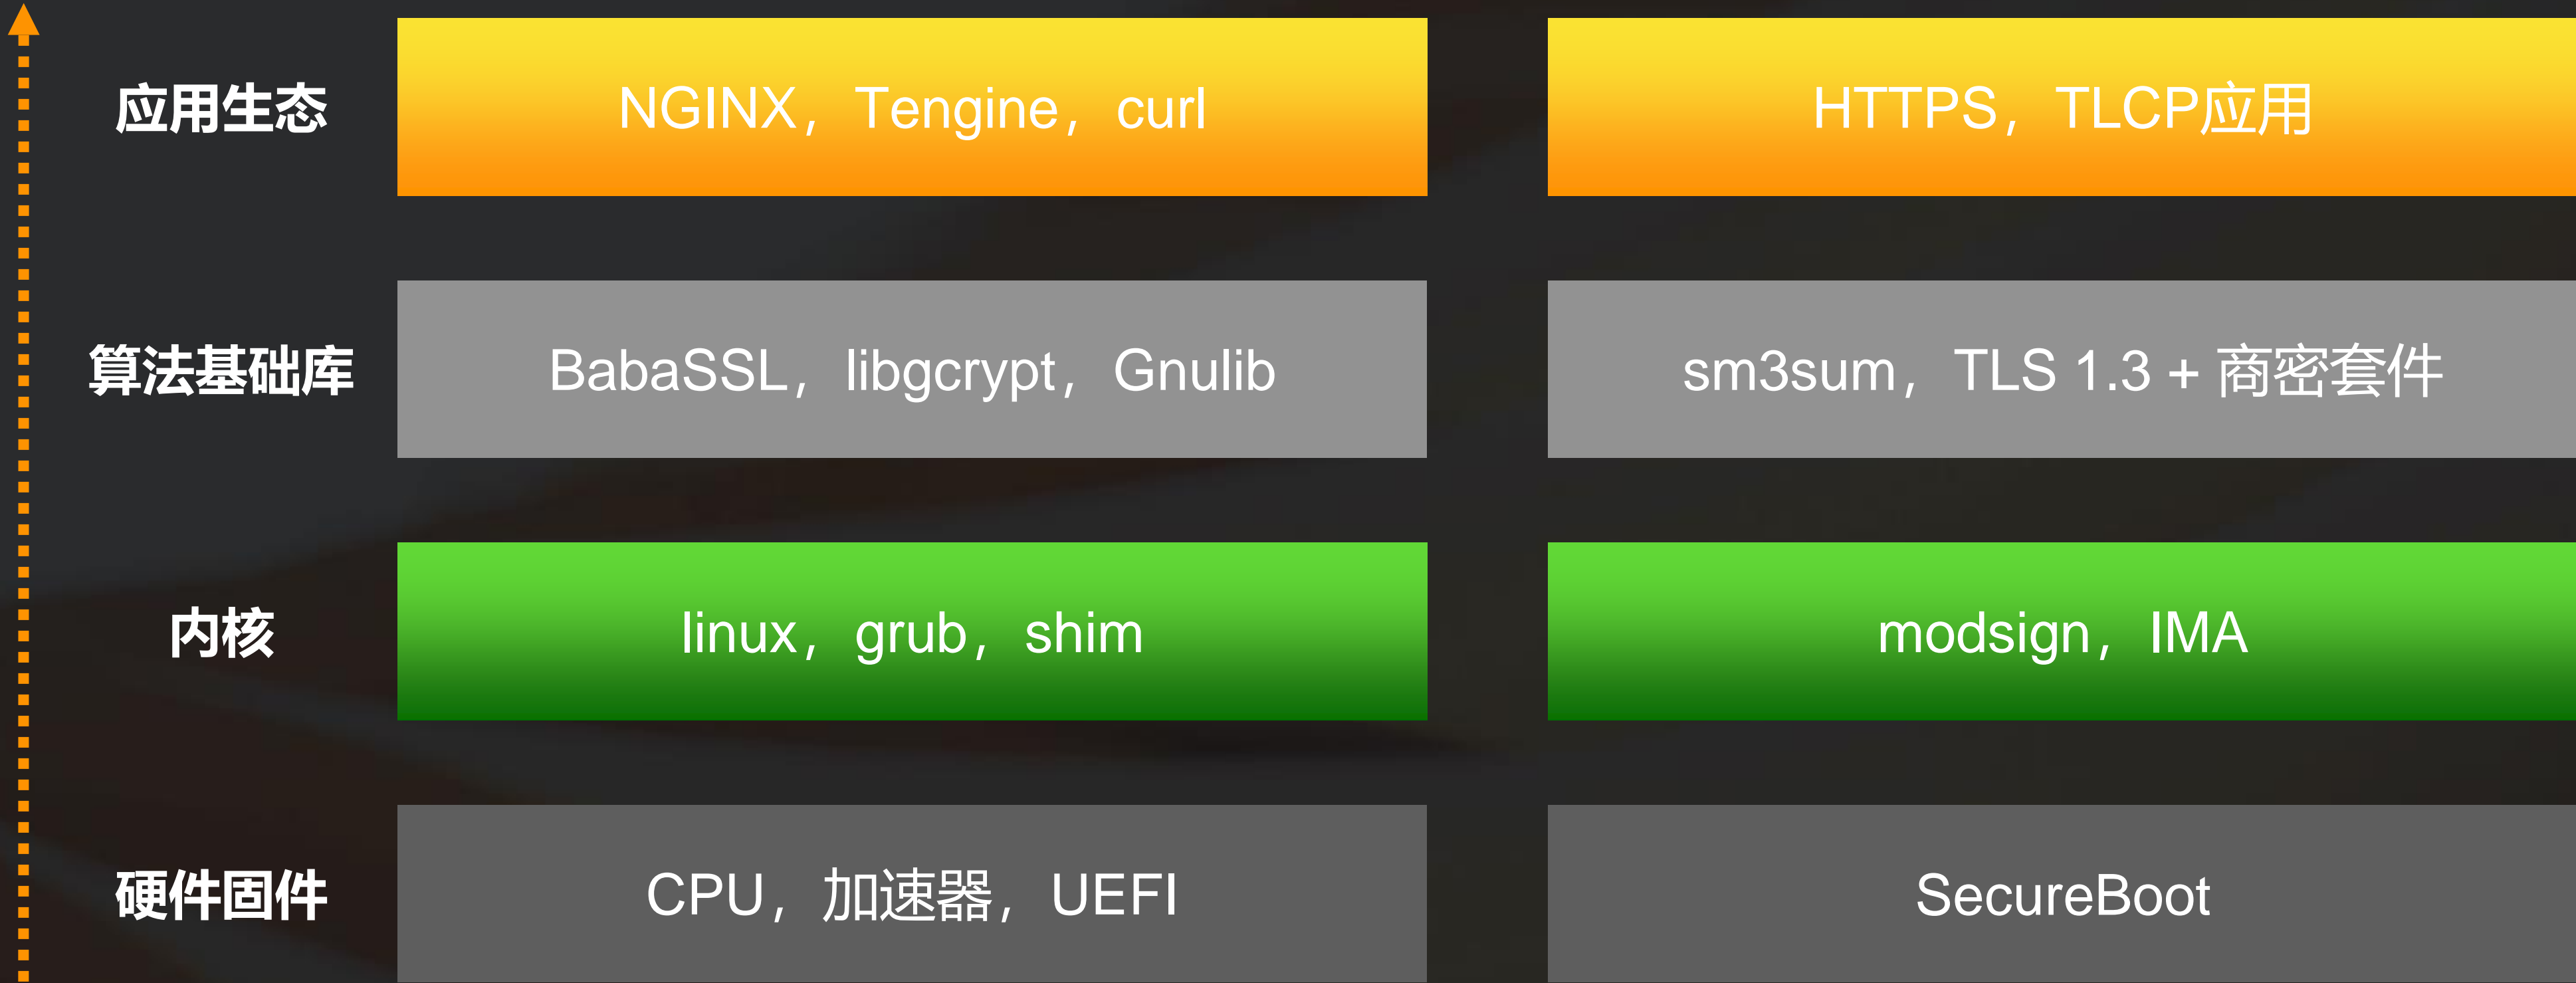 应用生态
NGINX，Tengine，curl
HTTPS，TLCP应用
算法基础库
BabaSSL，libgcrypt，Gnulib
sm3sum，TLS 1.3 + 商密套件
内核
linux，grub，shim
modsign，IMA
硬件固件
CPU，加速器，UEFI
SecureBoot